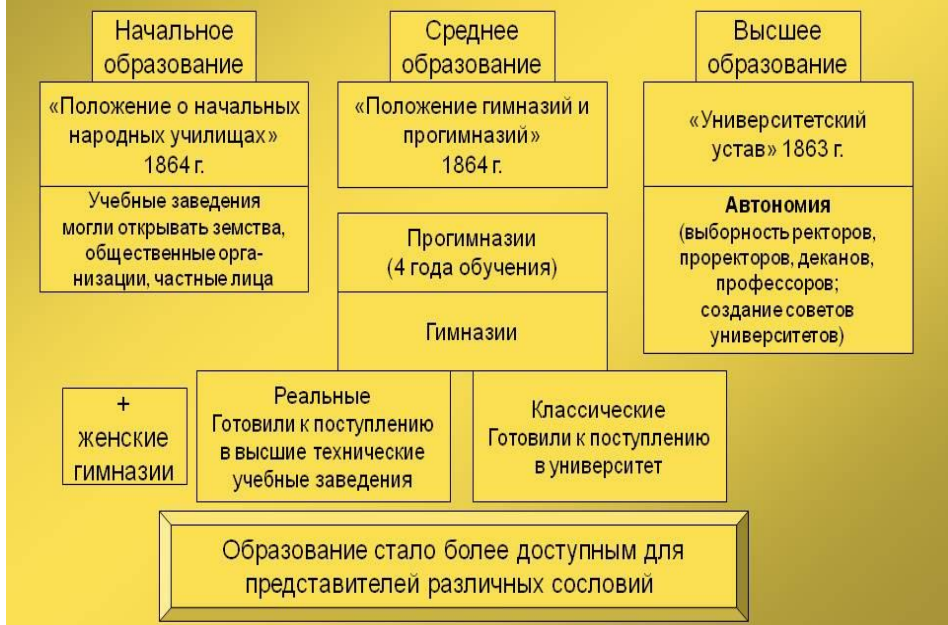 Начальное
образование
«Положение о начальных
народных училищах»
1864 г.
Учебные заведения
могли открывать земства,
общественные орга-
низации, частные лица
Среднее
образование
«Положение гимназий и
прогимназий»
1864 г.
Прогимназии
(4 года обучения)
Гимназии
Высшее
образование
«Университетский
устав» 1863 г.
Автономия
(выборность ректоров,
проректоров, деканов,
профессоров;
создание советов
университетов)
+
женские
гимназии
Реальные
Готовили к поступлению
в высшие технические
учебные заведения
Классические
Готовили к поступлению
в университет
Образование стало более доступным для
представителей различных сословий